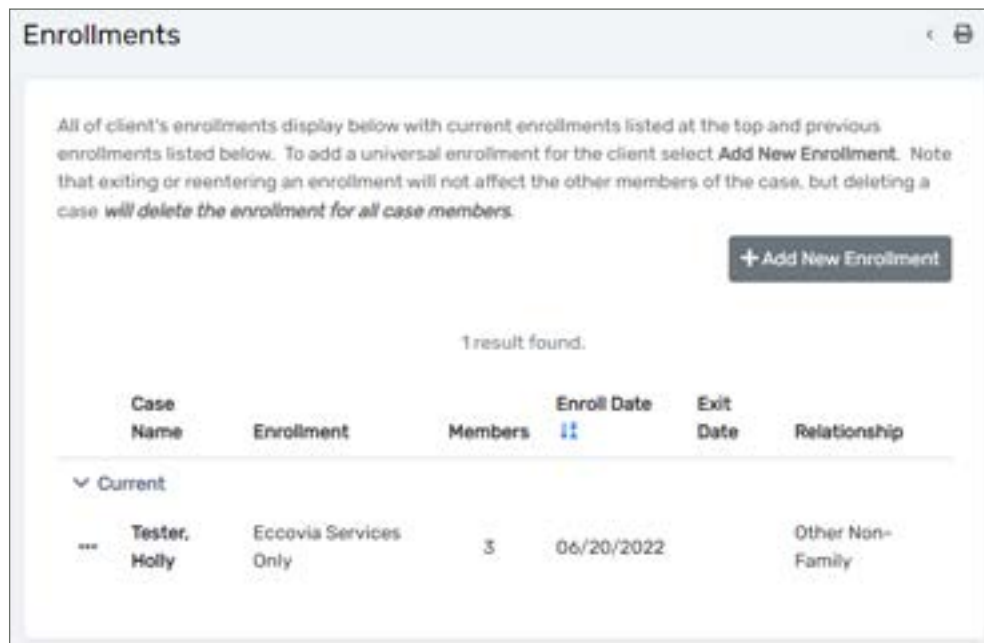 Enrollments
All of client's enrollments display below with current enrollments listed at the top and previous
enrollments listed below. To add a universal enrollment for the client select Add New Enrollment. Note
that exiting or reentering an enrollment will not affect the other members of the case, but deleting a
case will delete the enrollment for all case members.
+Add New Enrollment
1 result found.
Case Name Enrollment Members Enroll Date Exit Date Relationship
Current
Tester, Holly Eccovia Services Only 3 06/20/2022 Other Non-Family